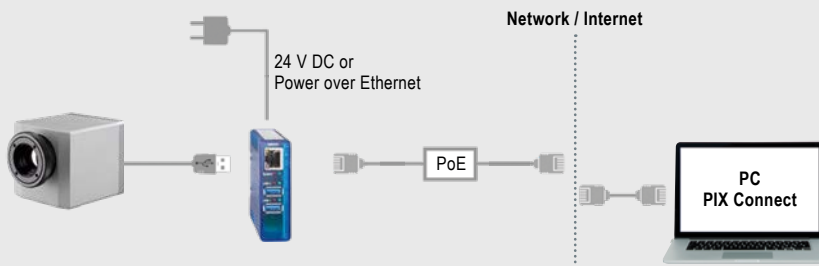 Network / Internet
24 V DC or
Power over Ethernet
PoE
PC
PIX Connect